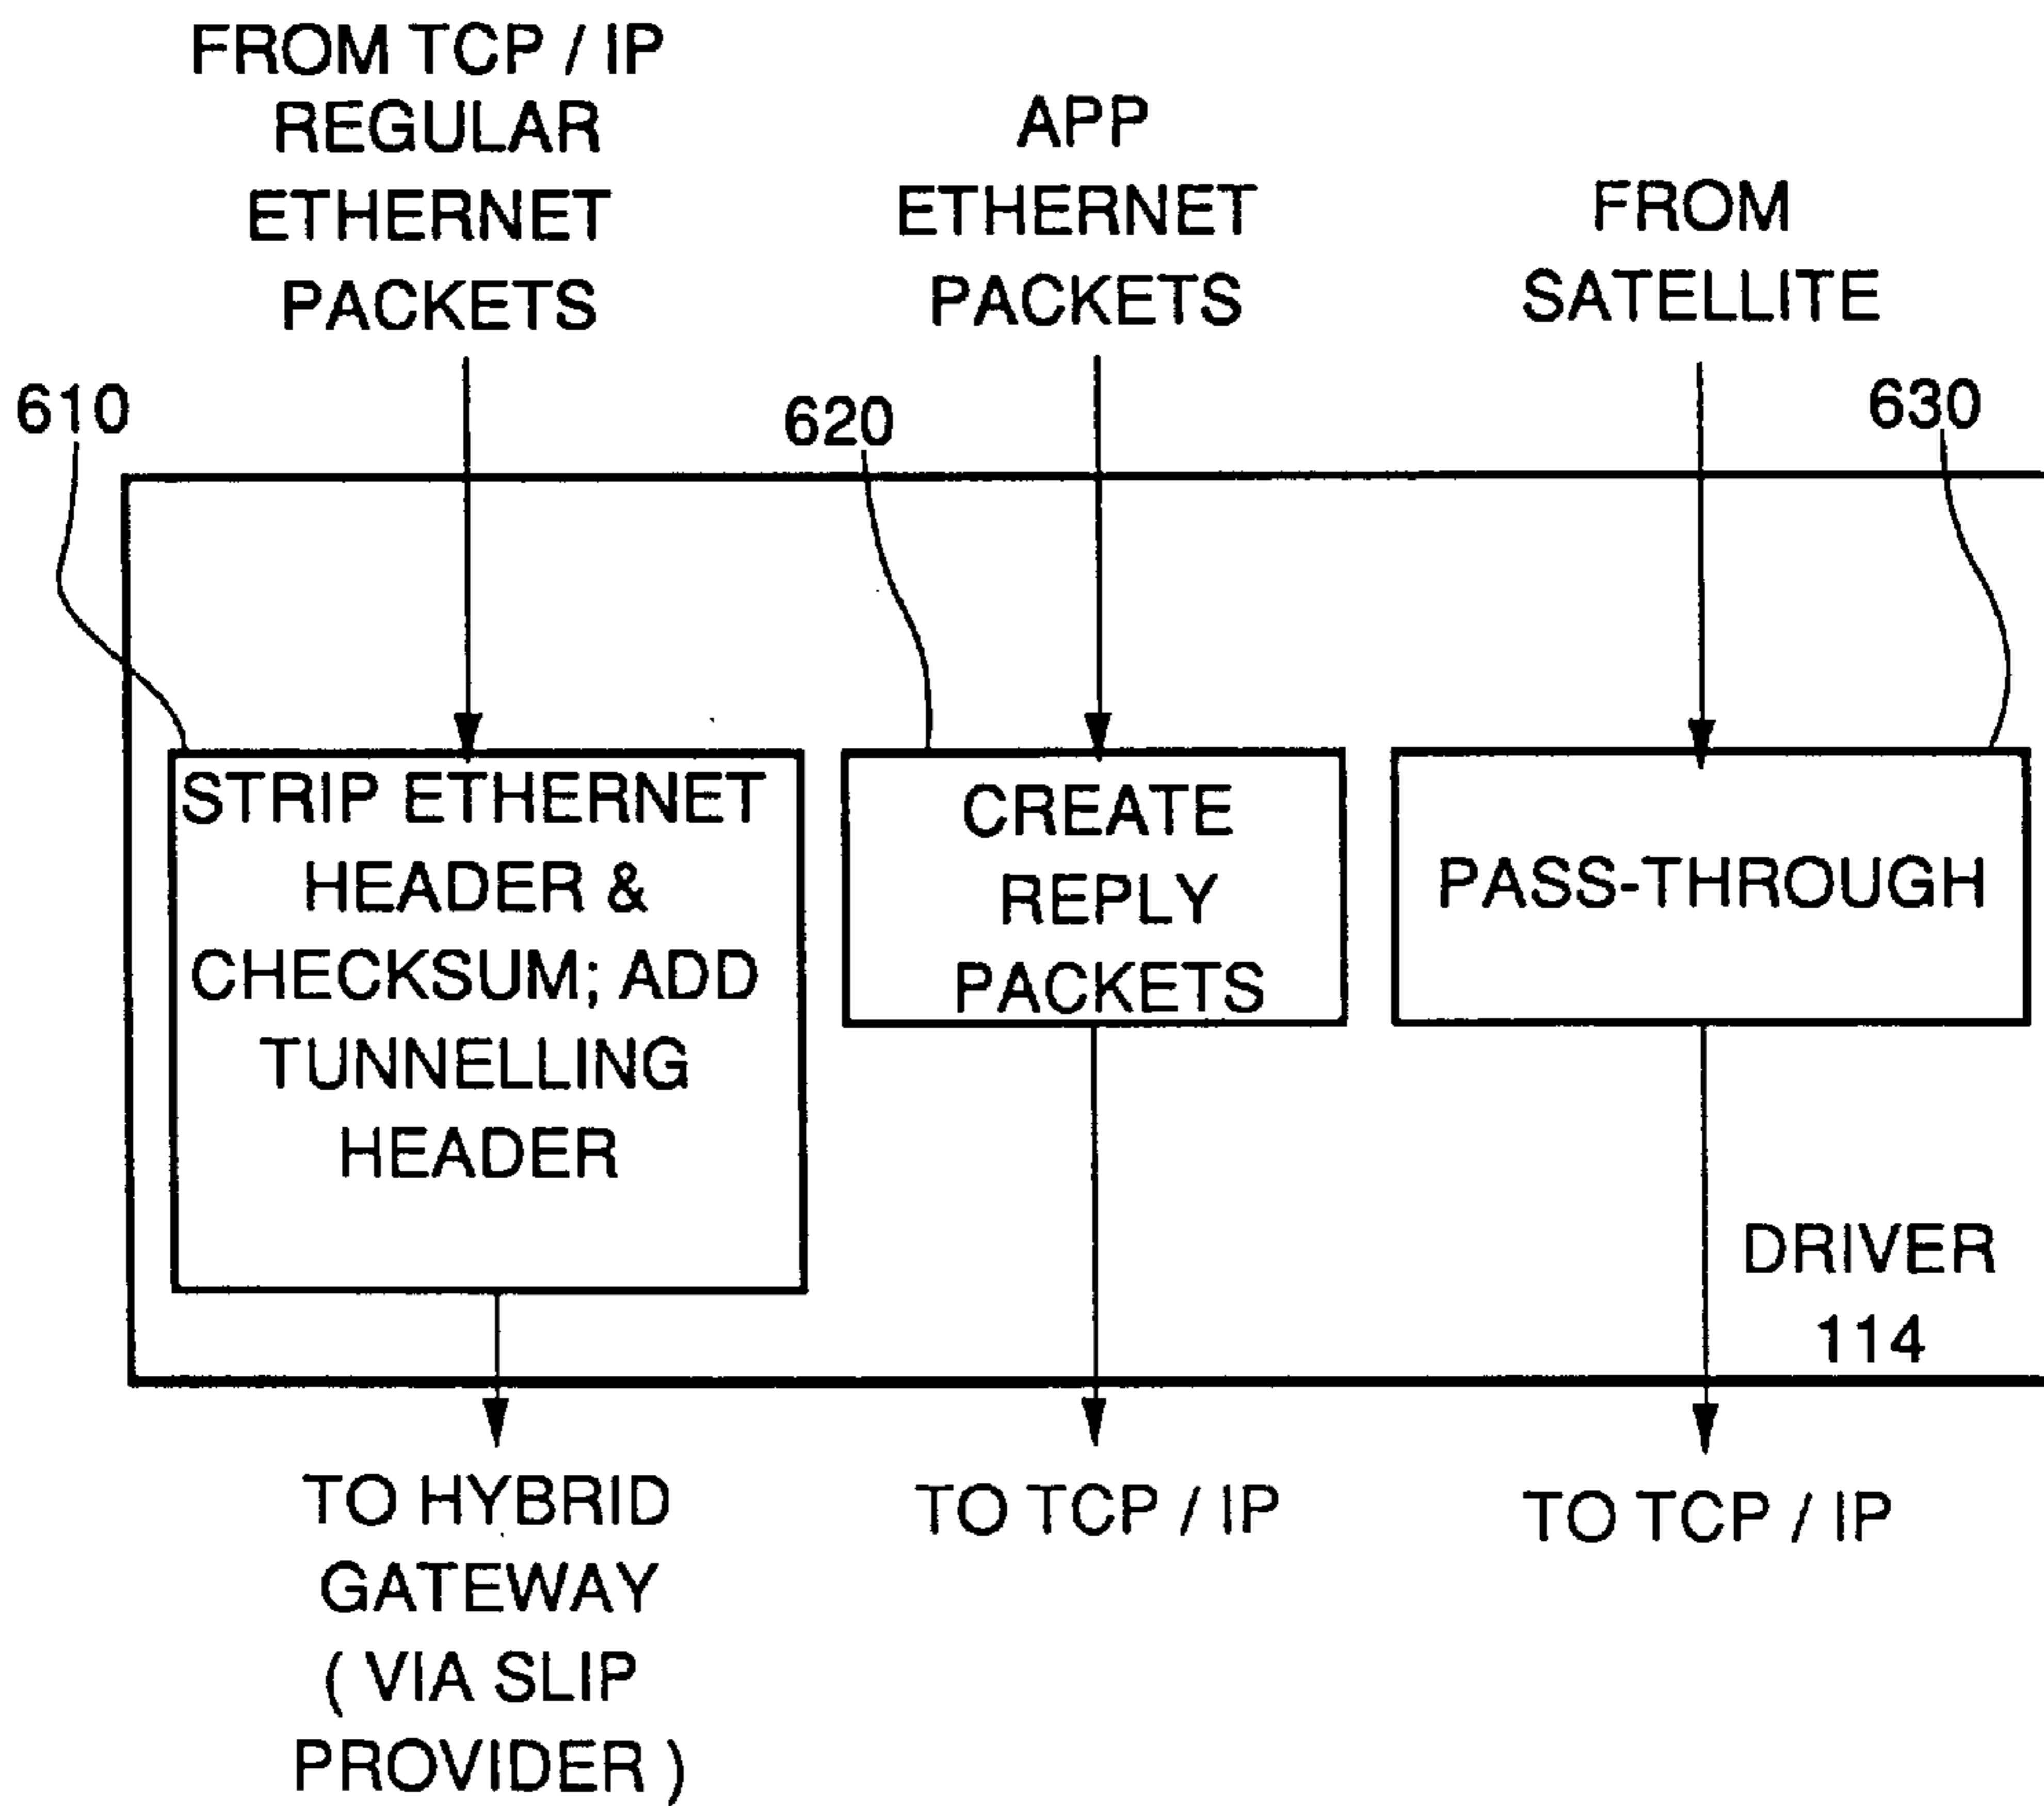 FROM TCP / IP
REGULAR
ETHERNET
PACKETS
APP
ETHERNET
PACKETS
FROM
SATELLITE
610
620
630
STRIP ETHERNET
HEADER &
CHECKSUM; ADD
TUNNELLING
HEADER
CREATE
REPLY
PACKETS
PASS-THROUGH
DRIVER
114
TO HYBRID
GATEWAY
( VIA SLIP
PROVIDER )
TO TCP / IP
TO TCP / IP